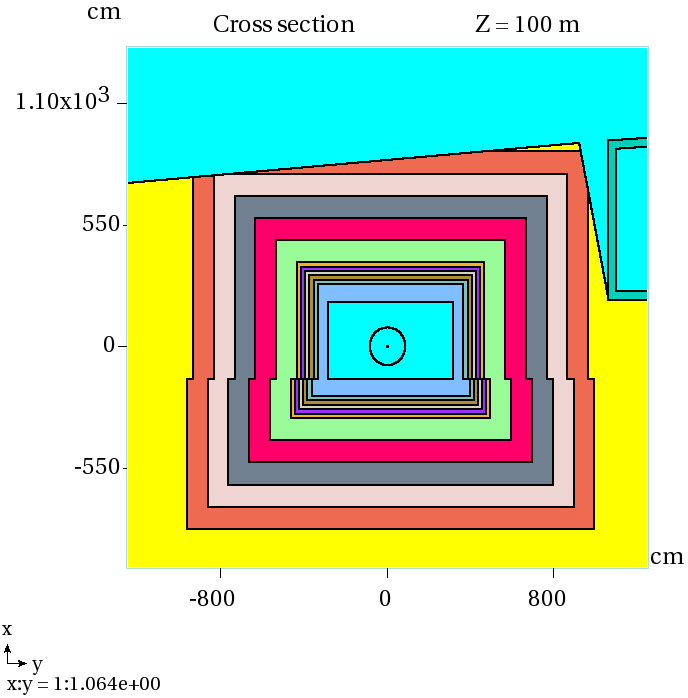 cm
Cross section Z = 100 m
1.10x10³
550
0
-550
cm
-800 0 800
x
y
x:y = 1:1.064e+00